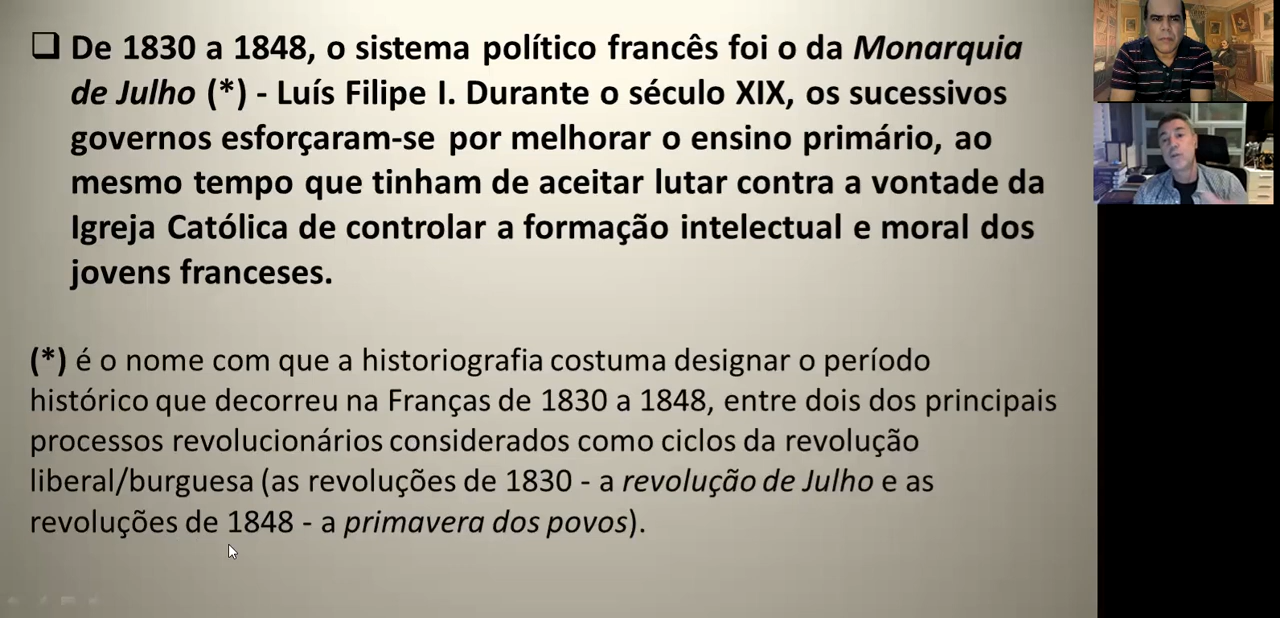 ❑ De 1830 a 1848, o sistema político francês foi o da Monarquia
de Julho (*) - Luís Filipe I. Durante o século XIX, os sucessivos
governos esforçaram-se por melhorar o ensino primário, ao
mesmo tempo que tinham de aceitar lutar contra a vontade da
Igreja Católica de controlar a formação intelectual e moral dos
jovens franceses.
(*) é o nome com que a historiografia costuma designar o período
histórico que decorreu na Franças de 1830 a 1848, entre dois dos principais
processos revolucionários considerados como ciclos da revolução
liberal/burguesa (as revoluções de 1830 - a revolução de Julho e as
revoluções de 1848 - a primavera dos povos).